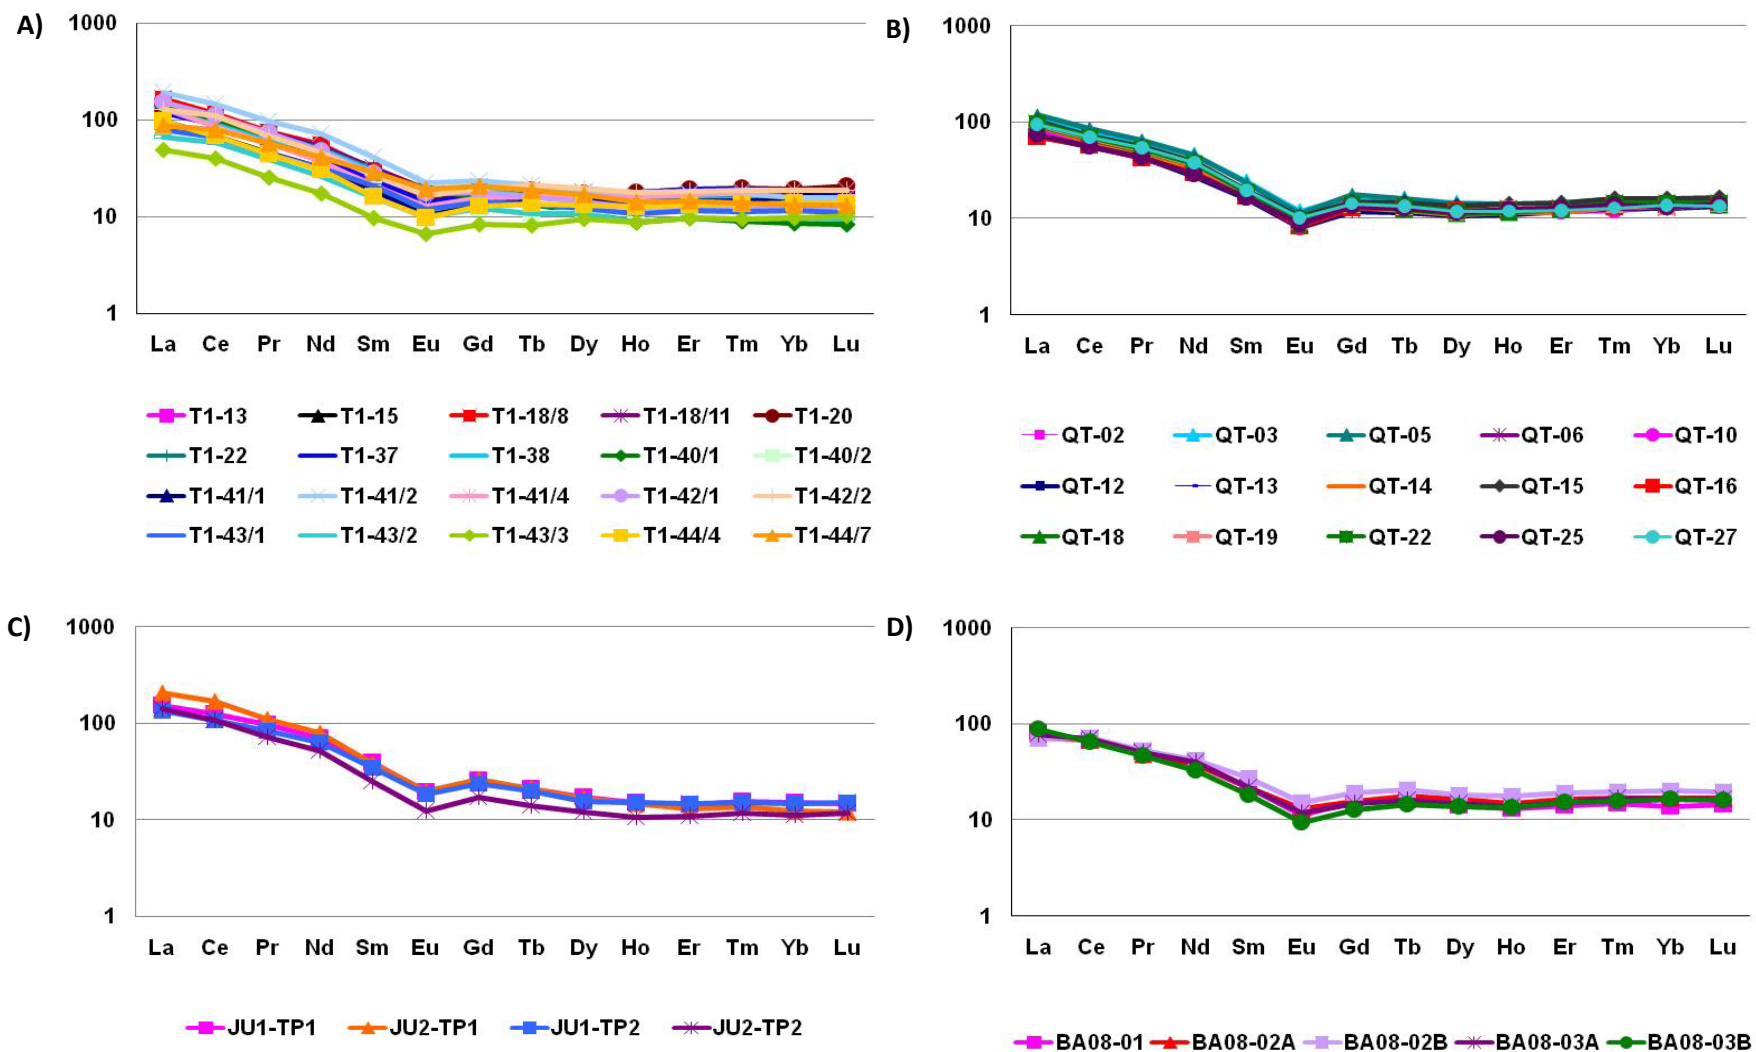 A)
1000
100
10
1
La Ce Pr Nd Sm Eu Gd Tb Dy Ho Er Tm Yb Lu
T1-13 T1-15 T1-18/8 T1-18/11 T1-20
T1-22 T1-37 T1-38 T1-40/1 T1-40/2
T1-41/1 T1-41/2 T1-41/4 T1-42/1 T1-42/2
T1-43/1 T1-43/2 T1-43/3 T1-44/4 T1-44/7
B)
1000
100
10
1
La Ce Pr Nd Sm Eu Gd Tb Dy Ho Er Tm Yb Lu
QT-02 QT-03 QT-05 QT-06 QT-10
QT-12 QT-13 QT-14 QT-15 QT-16
QT-18 QT-19 QT-22 QT-25 QT-27
C)
1000
100
10
1
La Ce Pr Nd Sm Eu Gd Tb Dy Ho Er Tm Yb Lu
JU1-TP1 JU2-TP1 JU1-TP2 JU2-TP2
D)
1000
100
10
1
La Ce Pr Nd Sm Eu Gd Tb Dy Ho Er Tm Yb Lu
BA08-01 BA08-02A BA08-02B BA08-03A BA08-03B